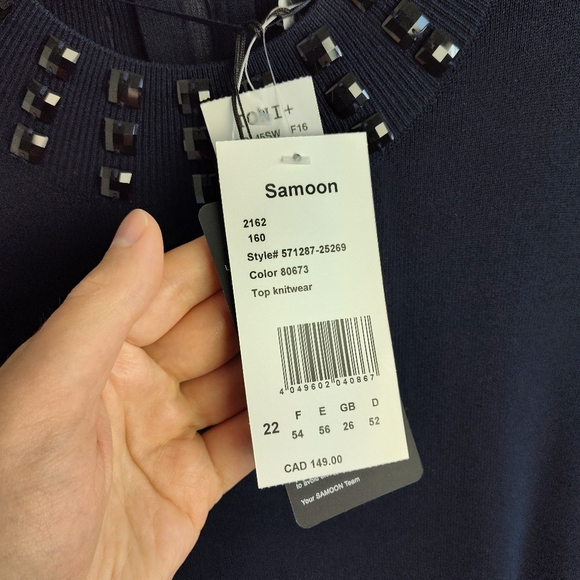 Samoon
2162
160
Style# 571287-25269
Color 80673
Top knitwear
4 049602 040867
F E GB D
22 54 56 26 52
CAD 149.00
Your SAMOON Team
F16